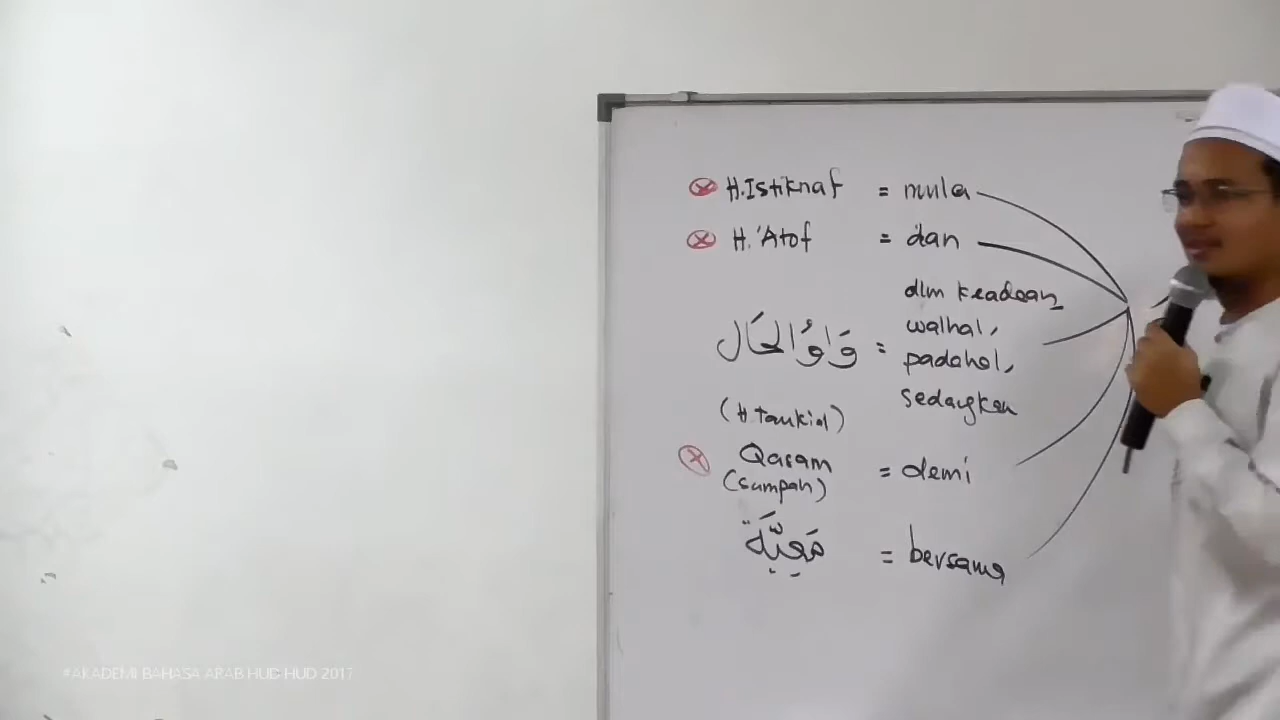 H.Istiknaf = mula
H.'Atof = dan
وَاوُالحَال = dlm keadaan,
walhal,
padahal,
sedangkan
(H Taukid)
Qasam = demi
(sumpah)
مَعِيَّة = bersama
#AKADEMI BAHASA ARAB HUD HUD 2017